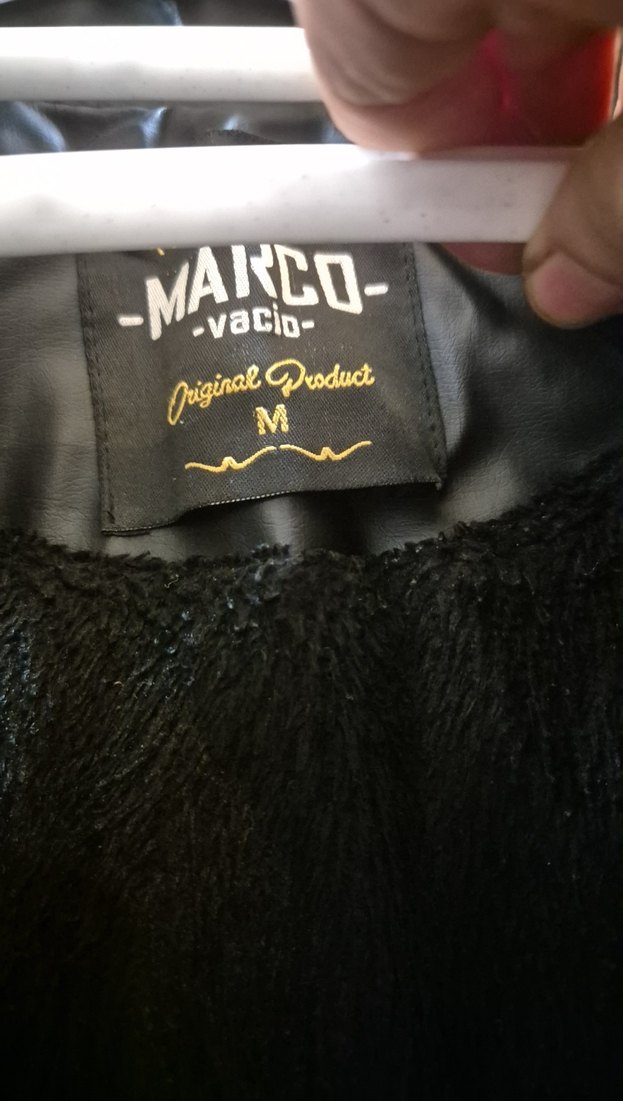 -MARCO-
-vacio-
Original Product
M